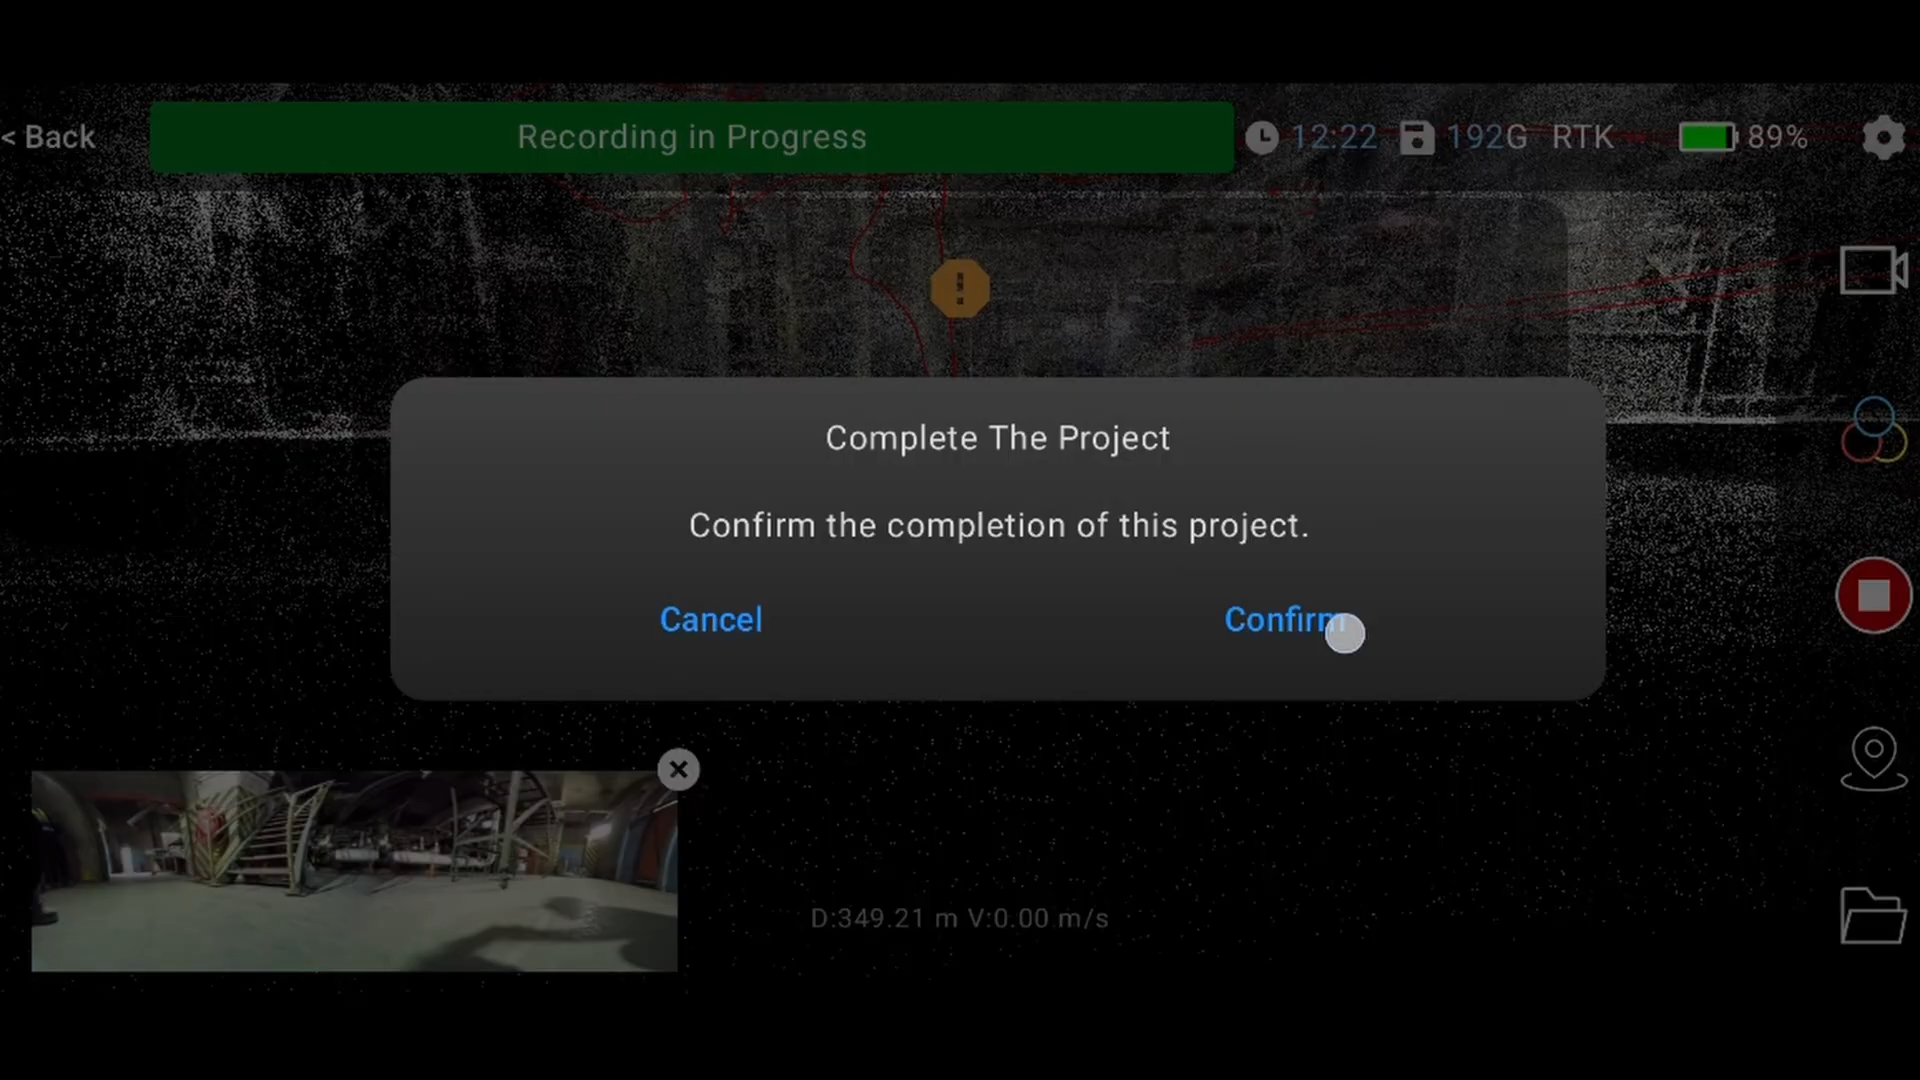 < Back
Recording in Progress
12:22
192G
RTK
89%
Complete The Project
Confirm the completion of this project.
Cancel
Confirm
D:349.21 m V:0.00 m/s